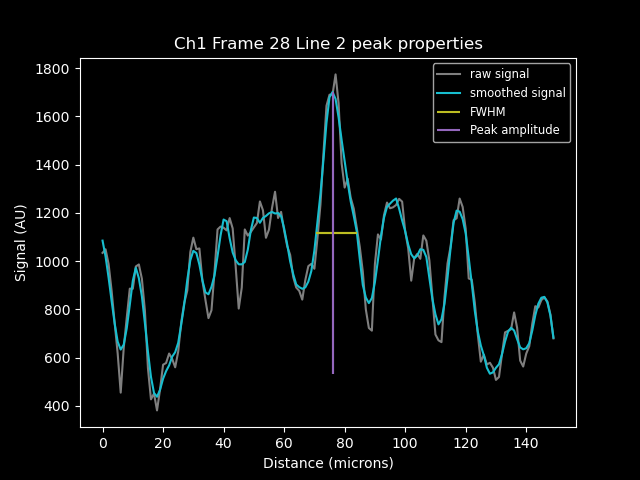 Ch1 Frame 28 Line 2 peak properties
raw signal
smoothed signal
FWHM
Peak amplitude
Signal (AU)
1800
1600
1400
1200
1000
800
600
400
0 20 40 60 80 100 120 140
Distance (microns)